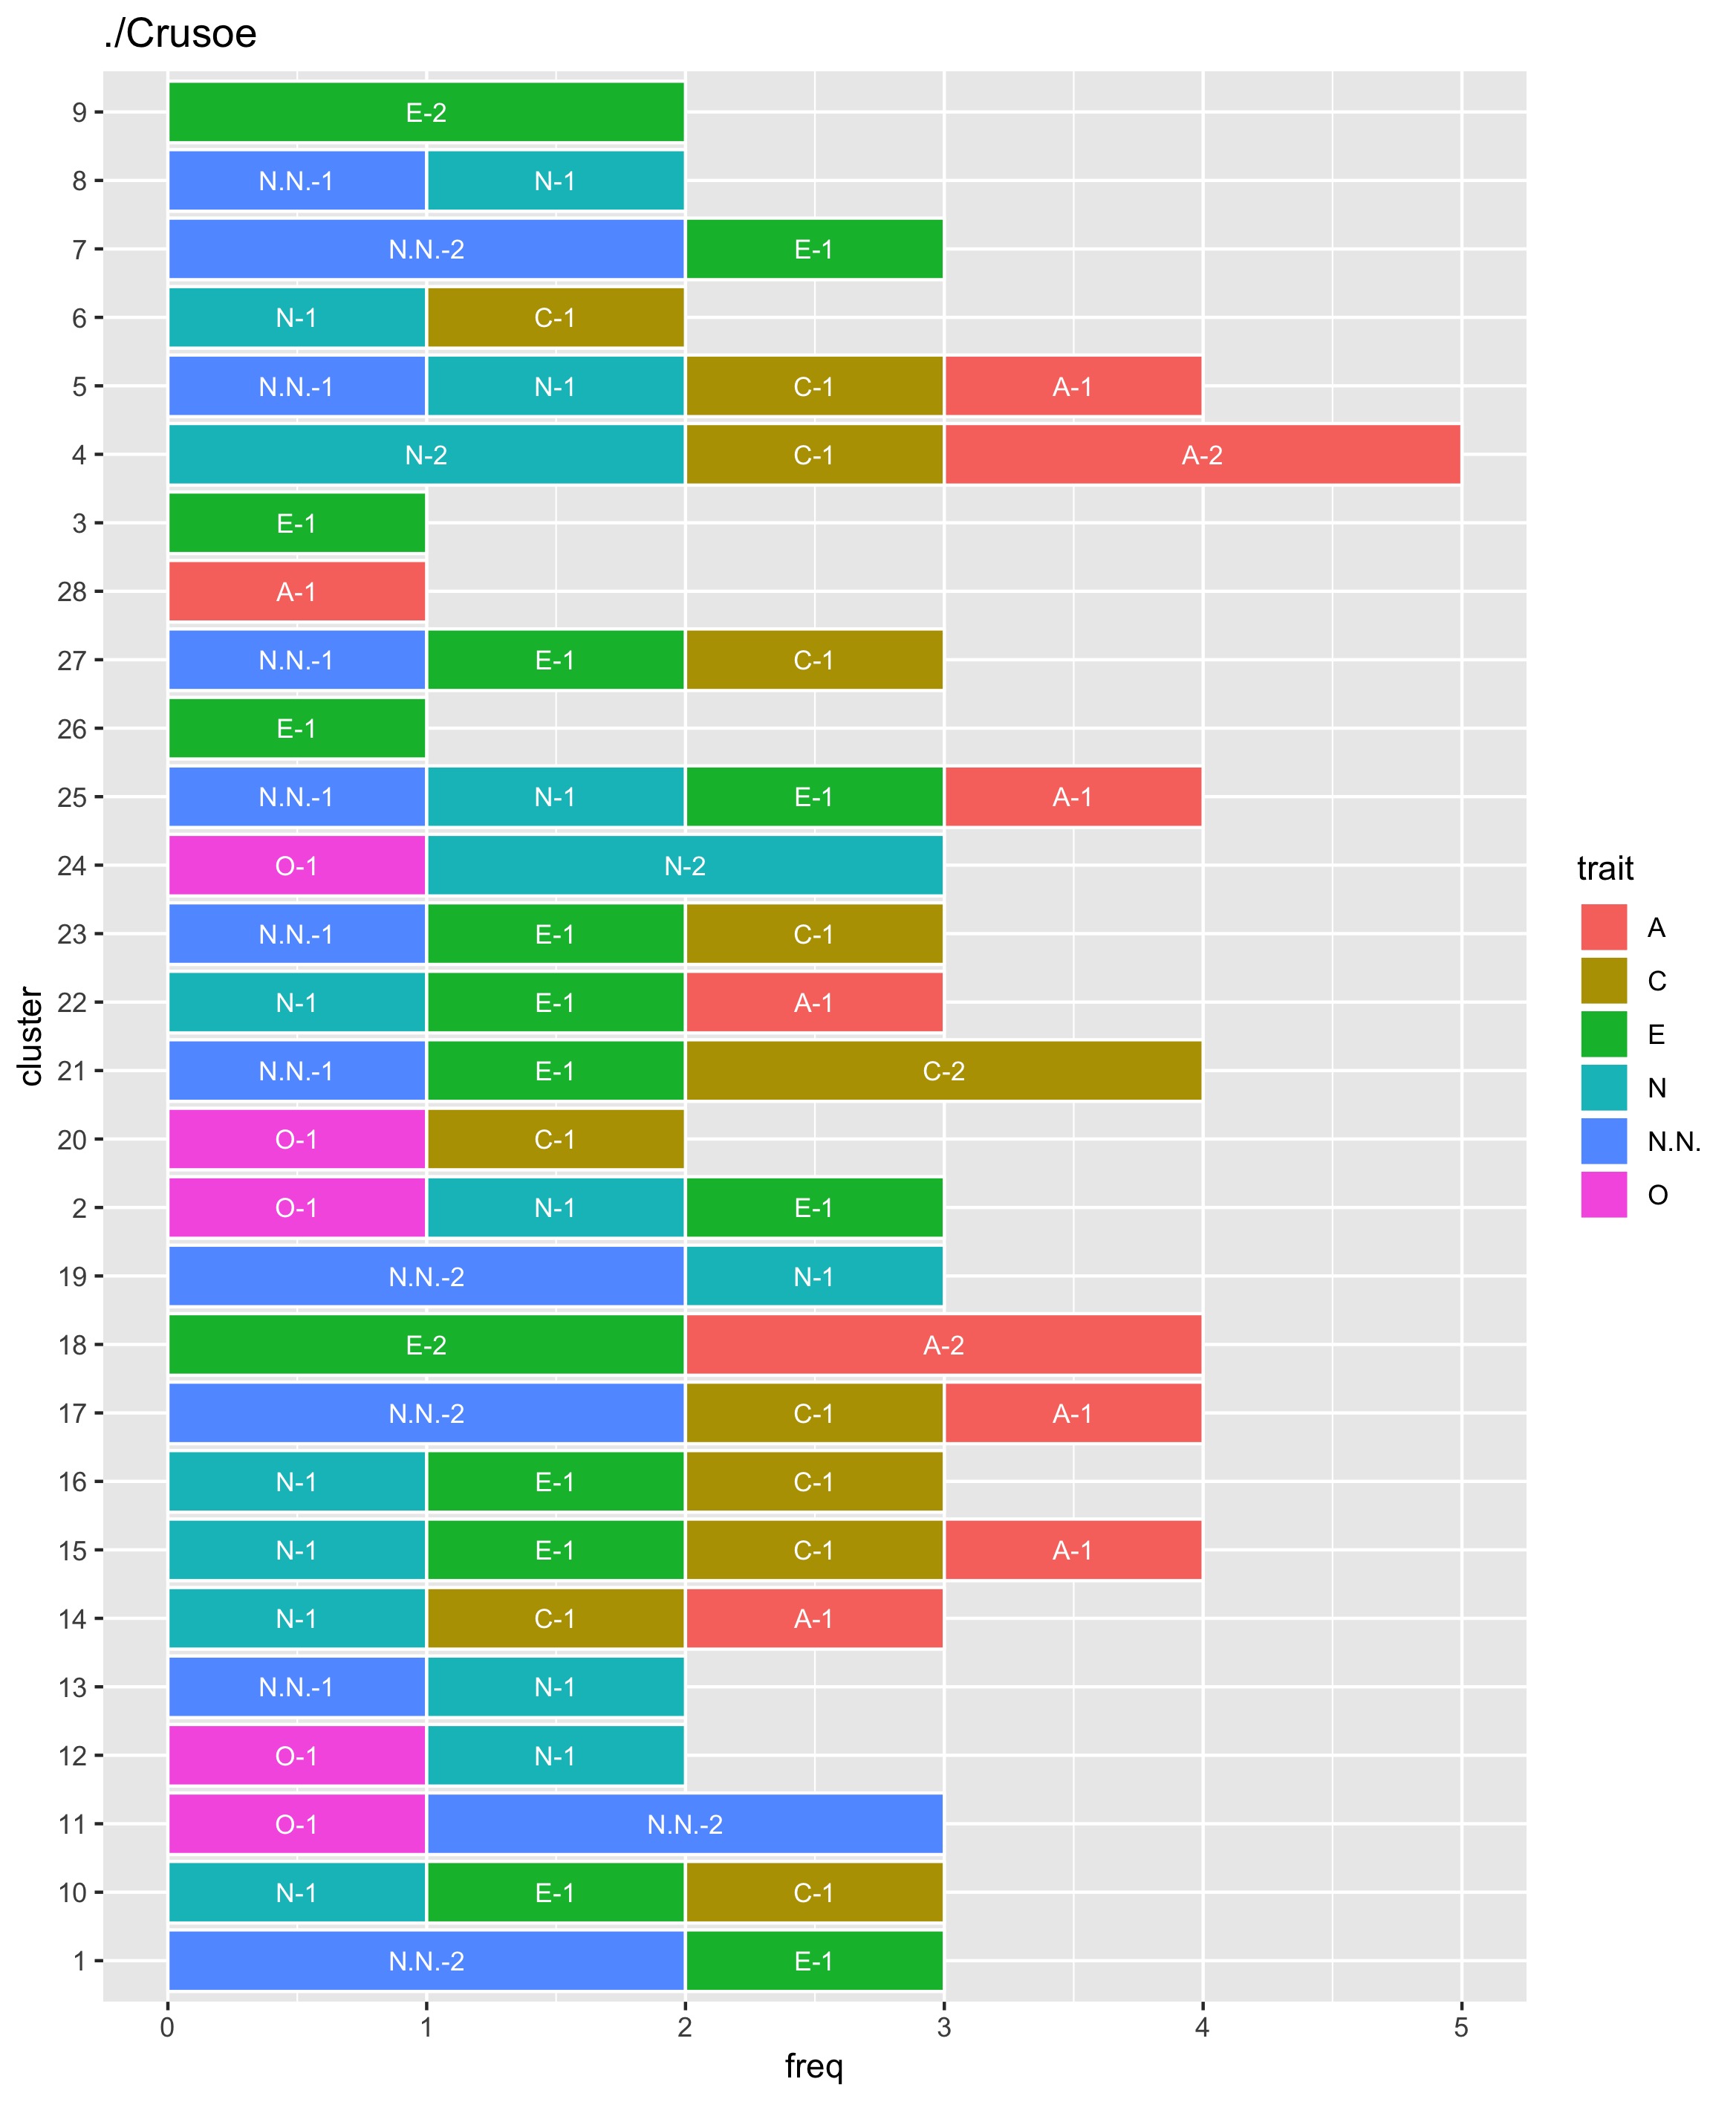 ./Crusoe
9 E-2
8 N.N.-1 N-1
7 N.N.-2 E-1
6 N-1 C-1
5 N.N.-1 N-1 C-1 A-1
4 N-2 C-1 A-2
3 E-1
28 A-1
27 N.N.-1 E-1 C-1
26 E-1
25 N.N.-1 N-1 E-1 A-1
24 O-1 N-2
23 N.N.-1 E-1 C-1
22 N-1 E-1 A-1
21 N.N.-1 E-1 C-2
20 O-1 C-1
2 O-1 N-1 E-1
19 N.N.-2 N-1
18 E-2 A-2
17 N.N.-2 C-1 A-1
16 N-1 E-1 C-1
15 N-1 E-1 C-1 A-1
14 N-1 C-1 A-1
13 N.N.-1 N-1
12 O-1 N-1
11 O-1 N.N.-2
10 N-1 E-1 C-1
1 N.N.-2 E-1
0 1 2 3 4 5
freq
cluster
trait
A
C
E
N
N.N.
O